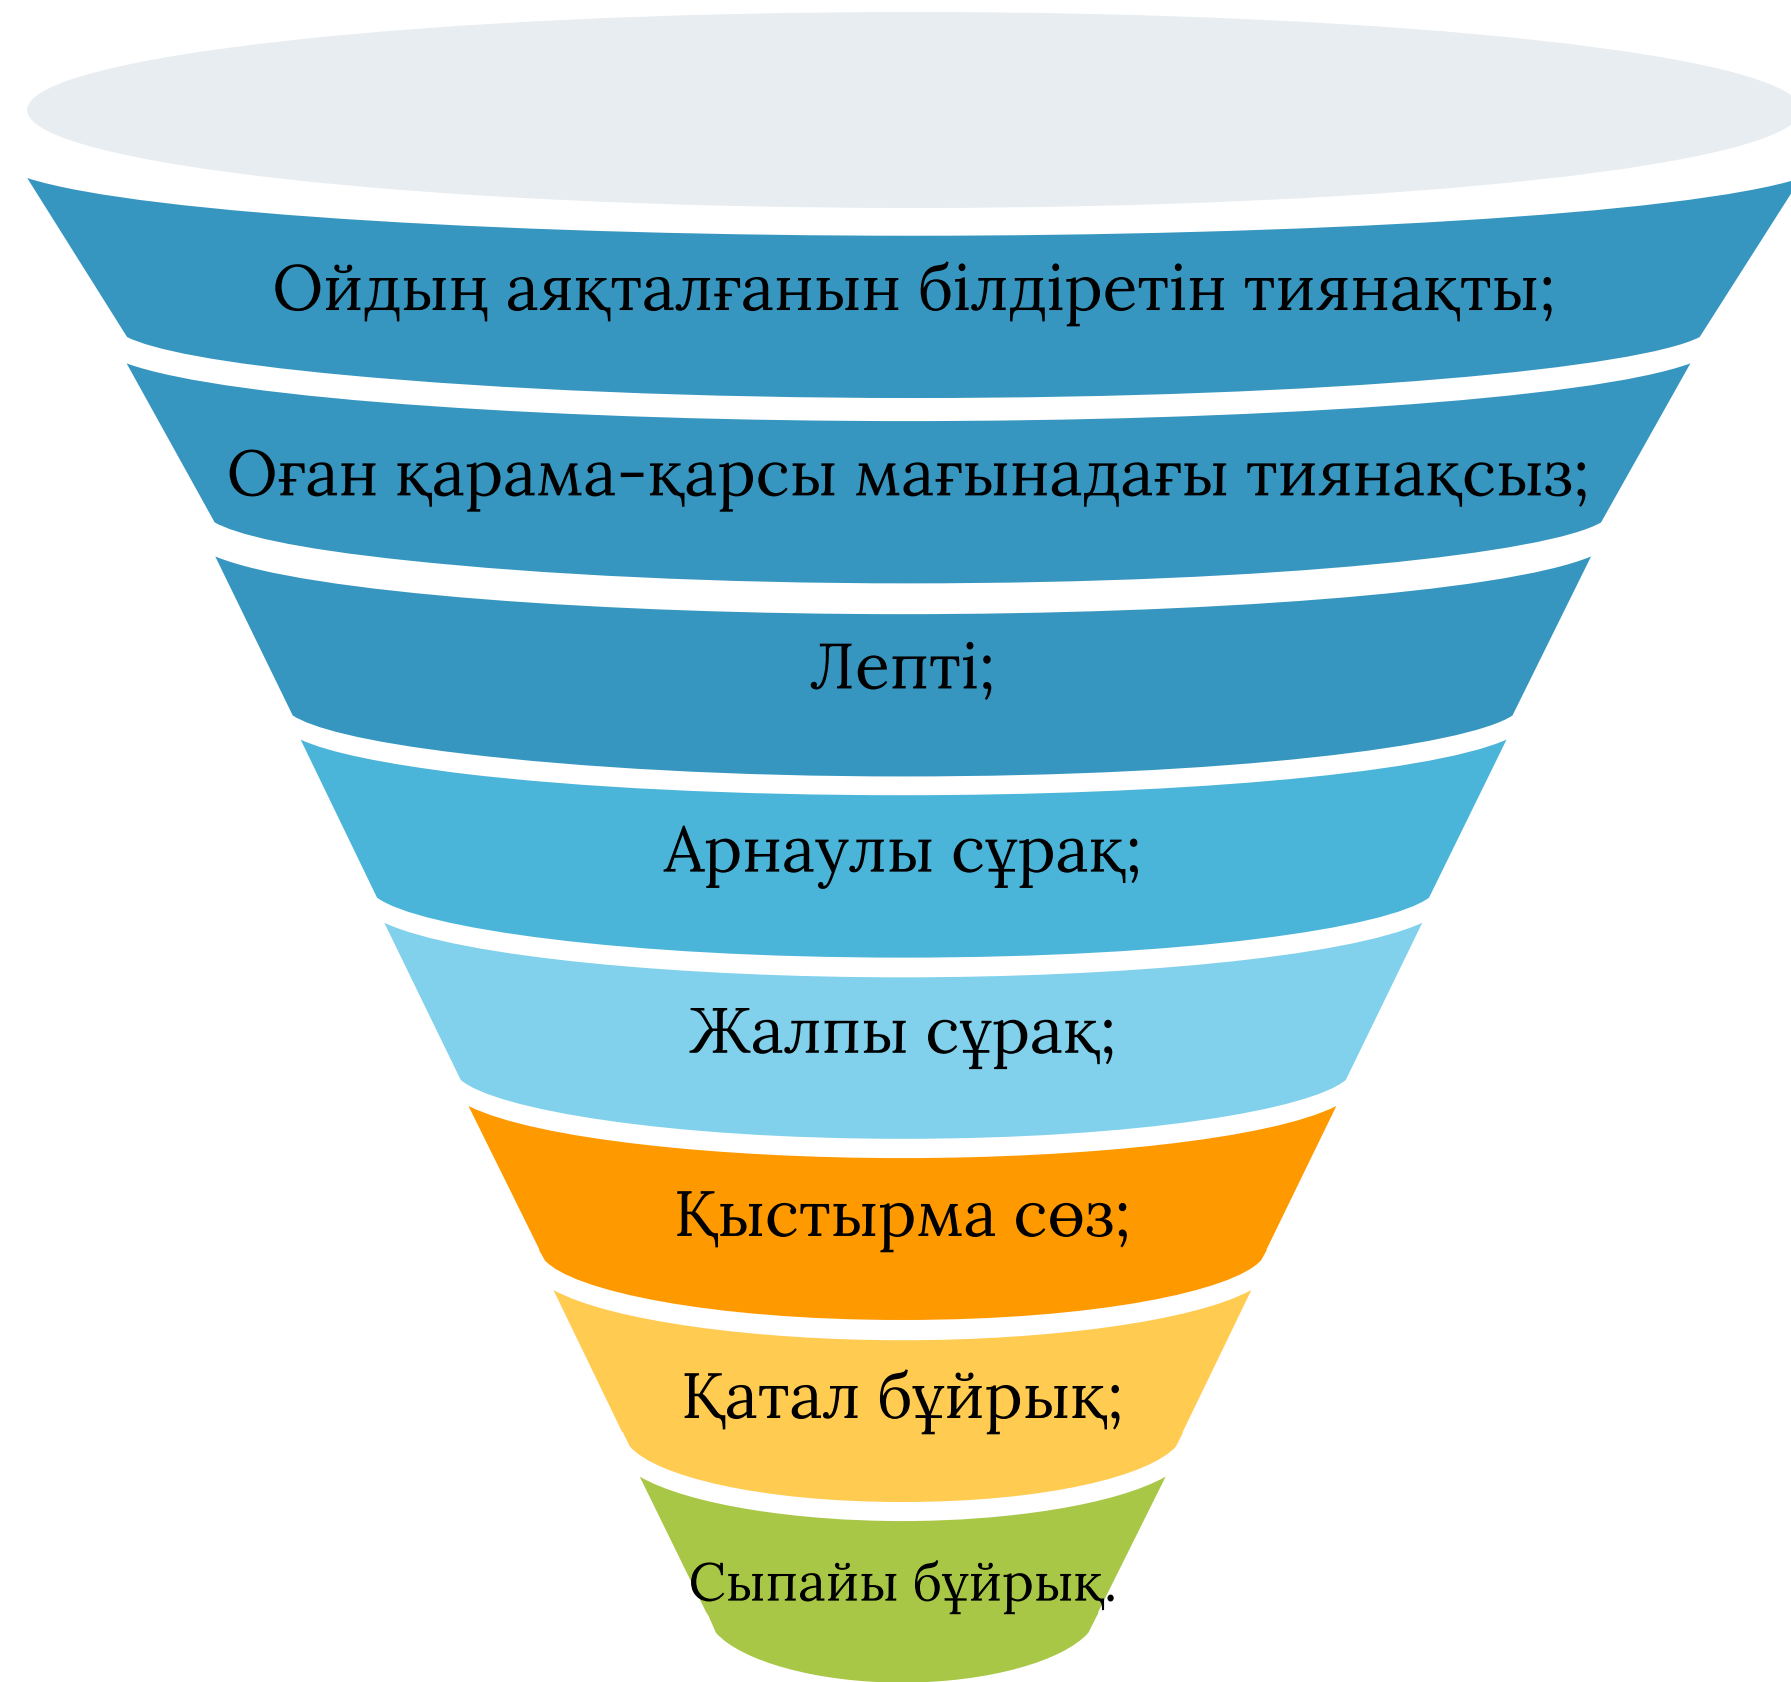 Ойдың аяқталғанын білдіретін тиянақты;
Оған қарама-қарсы мағынадағы тиянақсыз;
Лепті;
Арнаулы сұрақ;
Жалпы сұрақ;
Қыстырма сөз;
Қатал бұйрық;
Сыпайы бұйрық.